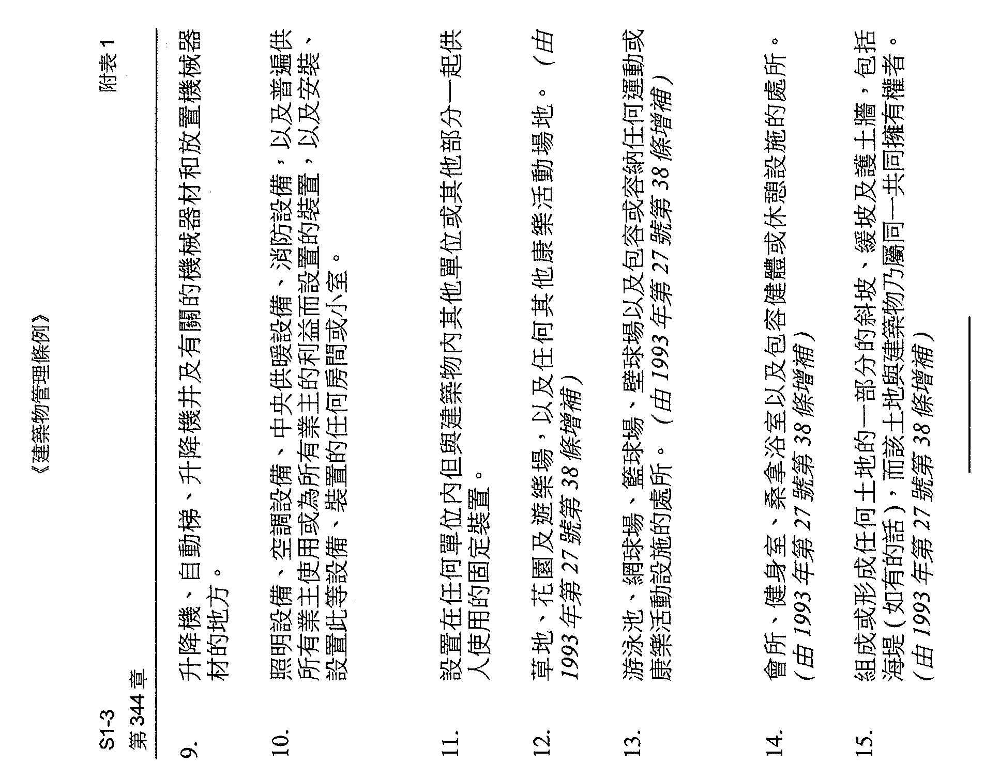 《建築物管理條例》
S1-3 附表 1
第 344 章
9. 升降機、自動梯、升降機井及有關的機械器材和放置機械器
材的地方。
10. 照明設備、空調設備、中央供暖設備、消防設備，以及普遍供
所有業主使用或為所有業主的利益而設置的裝置，以及安裝、
設置此等設備、裝置的任何房間或小室。
11. 設置在任何單位內但與建築物內其他單位或其他部分一起供
人使用的固定裝置。
12. 草地、花園及遊樂場，以及任何其他康樂活動場地。 (由
1993 年第 27 號第 38 條增補)
13. 游泳池、網球場、籃球場、壁球場以及包容或容納任何運動或
康樂活動設施的處所。 (由 1993 年第 27 號第 38 條增補)
14. 會所、健身室、桑拿浴室以及包容健體或休憩設施的處所。
(由 1993 年第 27 號第 38 條增補)
15. 組成或形成任何土地的一部分的斜坡、緩坡及護土牆，包括
海堤 (如有的話)，而該土地與建築物乃屬同一共同擁有權者。
(由 1993 年第 27 號第 38 條增補)